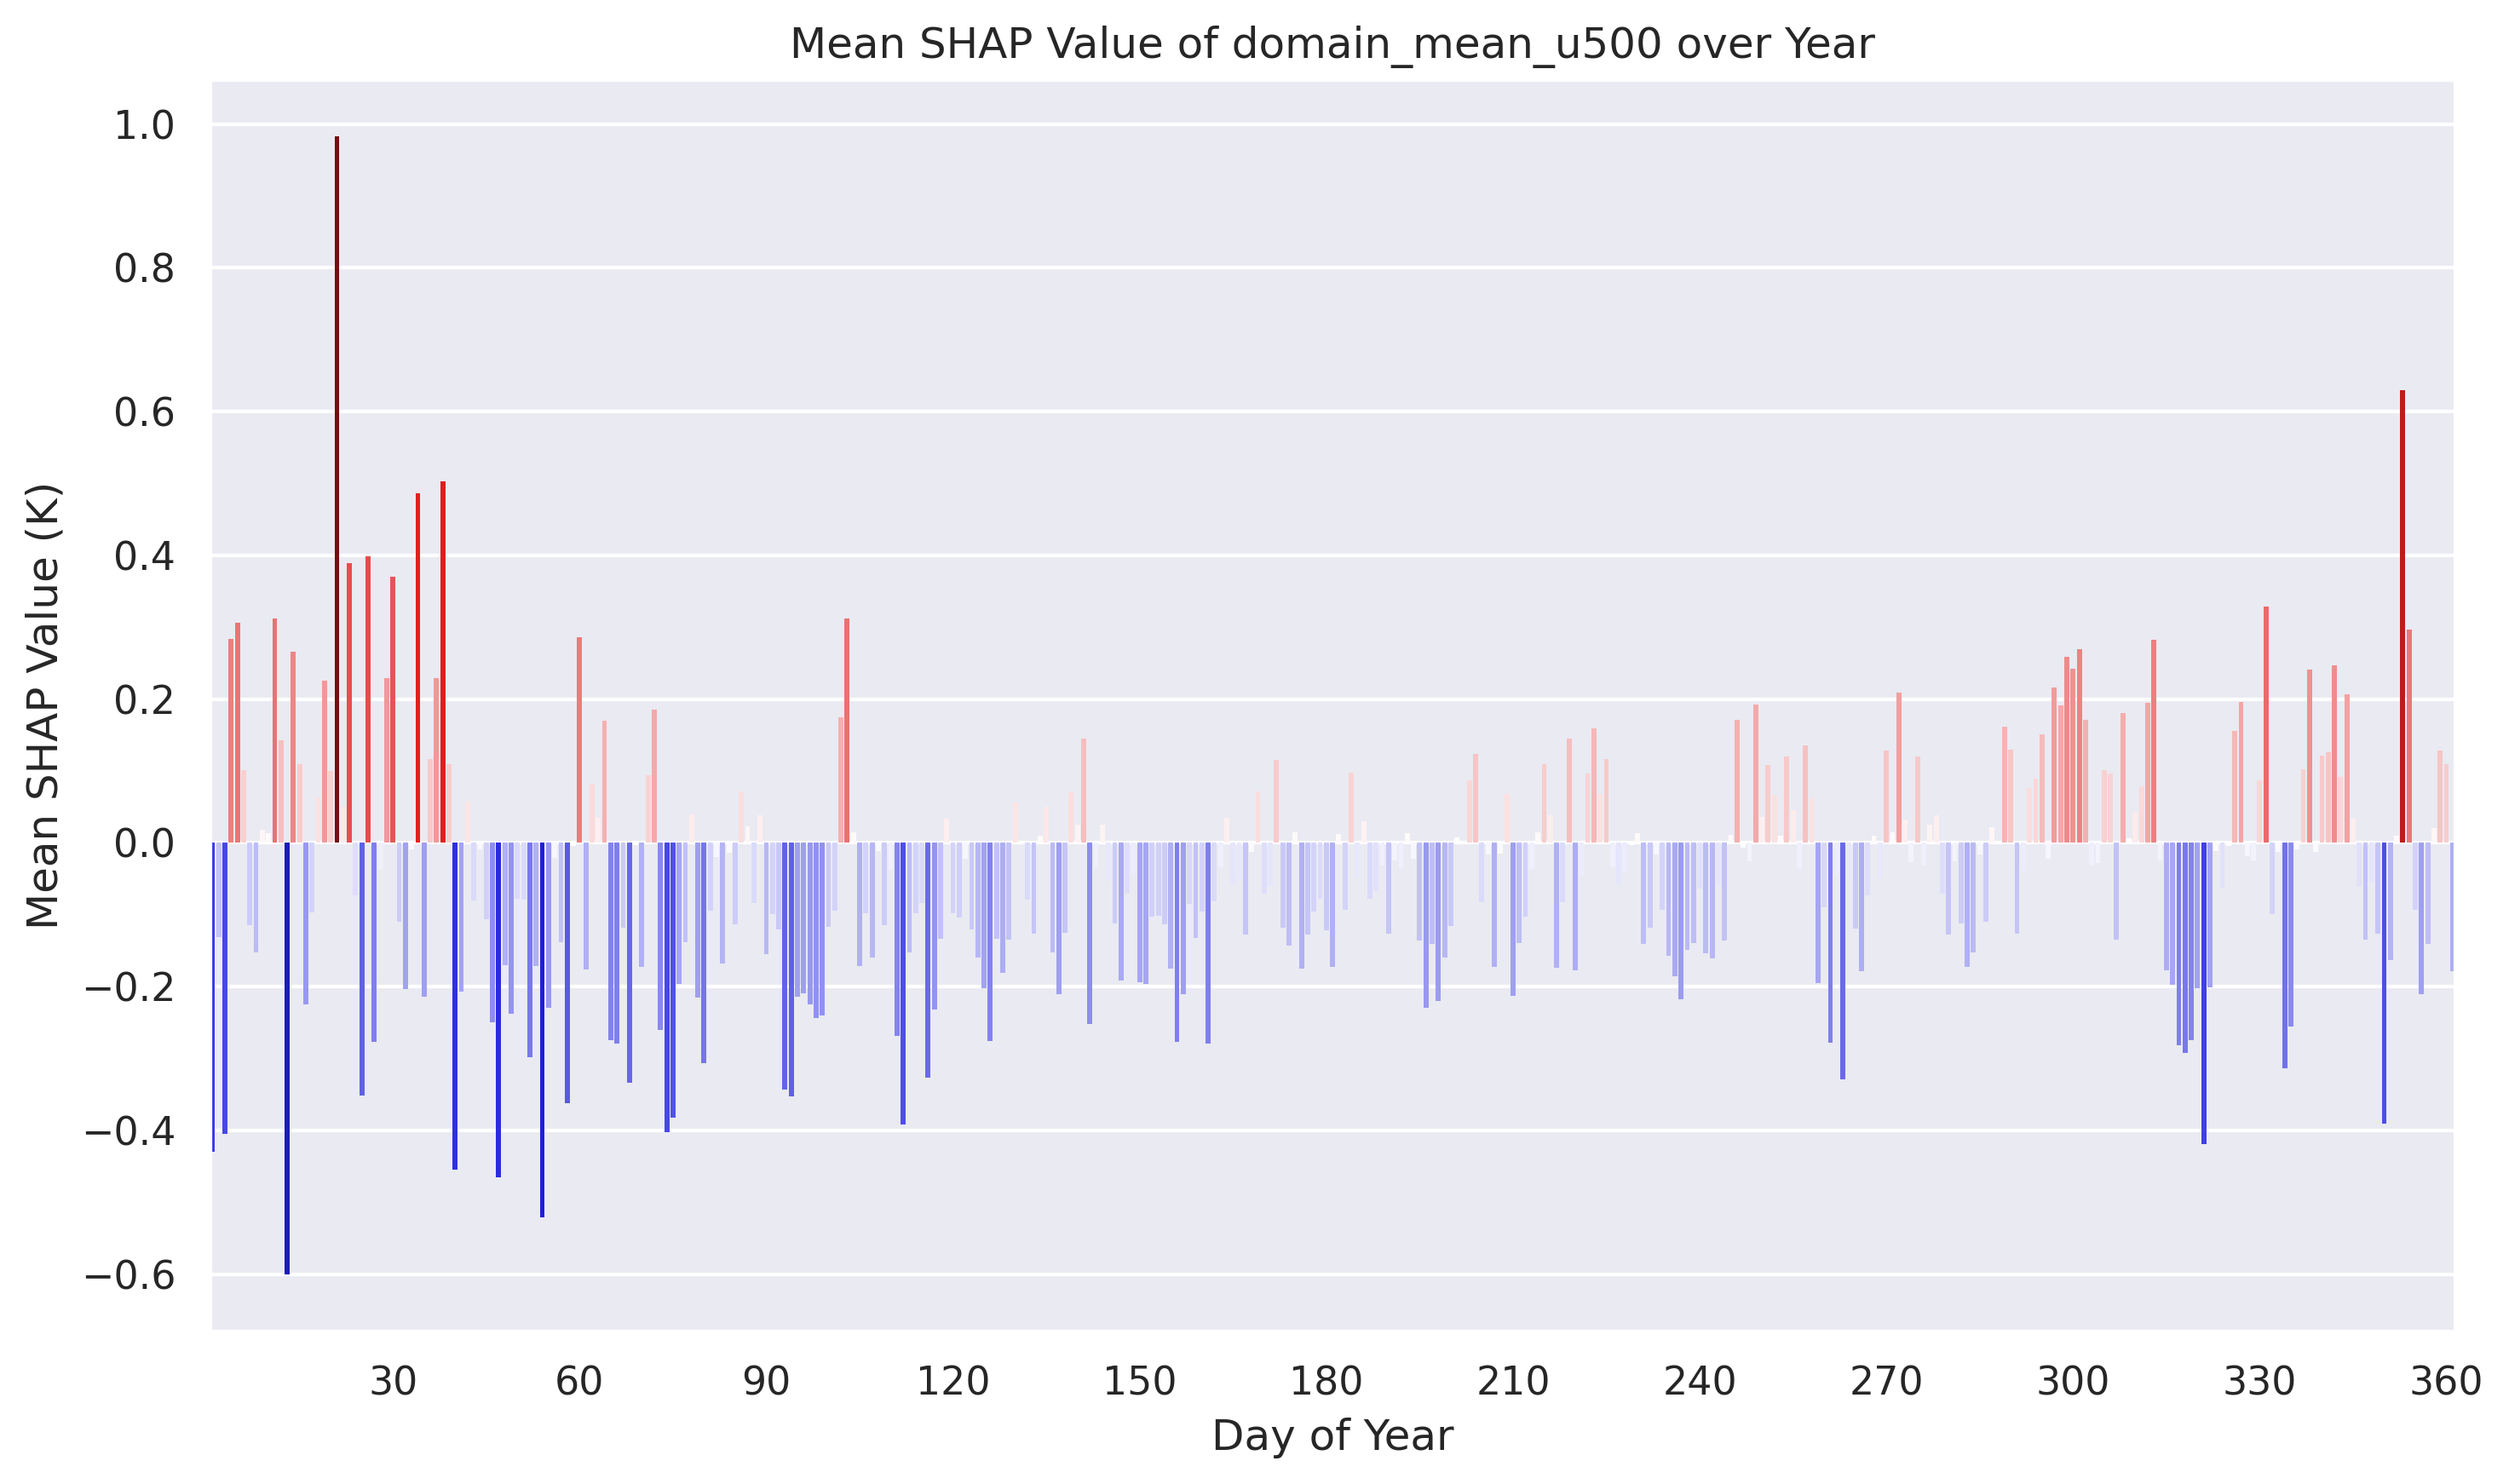 Mean SHAP Value of domain_mean_u500 over Year
Mean SHAP Value (K)
1.0
0.8
0.6
0.4
0.2
0.0
−0.2
−0.4
−0.6
30 60 90 120 150 180 210 240 270 300 330 360
Day of Year